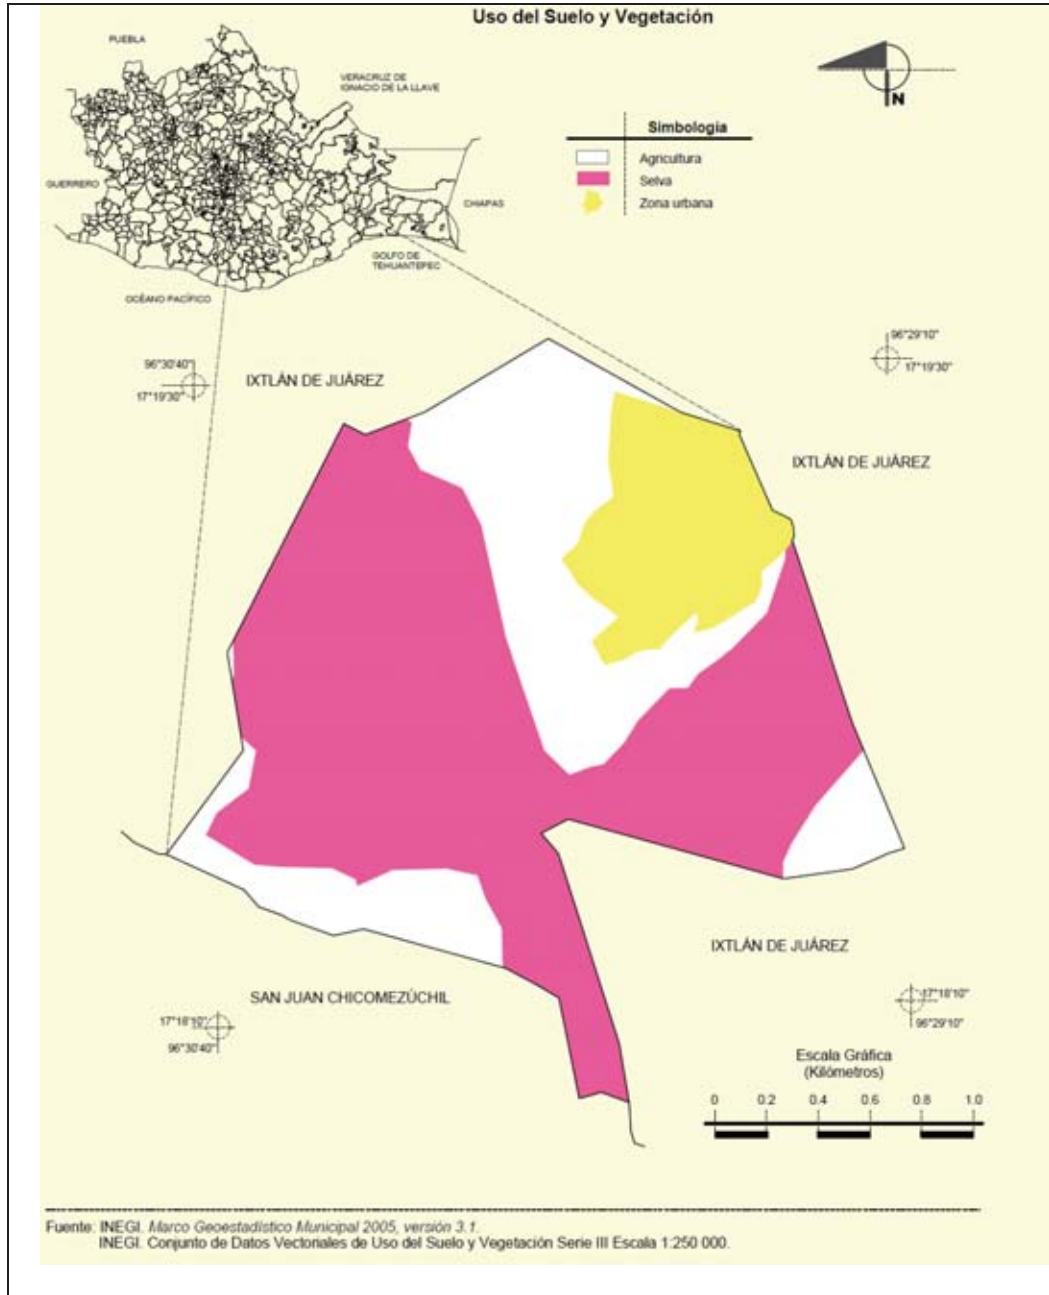 Uso del Suelo y Vegetación
PUEBLA
VERACRUZ DE
IGNACIO DE LA LLAVE
GUERRERO
CHIAPAS
GOLFO DE
TEHUANTEPEC
OCÉANO PACÍFICO
N
Simbología
Agricultura
Selva
Zona urbana
96°30'40"
17°19'30"
IXTLÁN DE JUÁREZ
96°29'10"
17°19'30"
IXTLÁN DE JUÁREZ
IXTLÁN DE JUÁREZ
SAN JUAN CHICOMEZÚCHIL
17°18'10"
96°30'40"
17°18'10"
96°29'10"
Escala Gráfica
(Kilómetros)
0 0.2 0.4 0.6 0.8 1.0
Fuente: INEGI. Marco Geoestadístico Municipal 2005, versión 3.1.
INEGI. Conjunto de Datos Vectoriales de Uso del Suelo y Vegetación Serie III Escala 1:250 000.